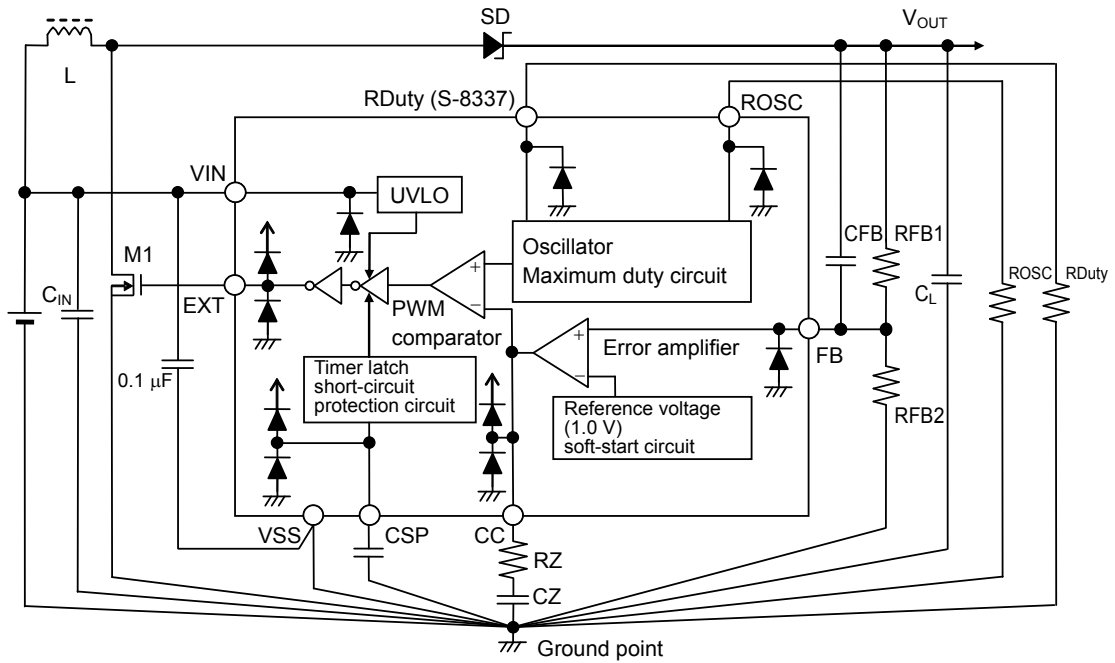 SD
VOUT
L
RDuty (S-8337)
ROSC
VIN
UVLO
M1
CIN
EXT
0.1 μF
Oscillator
Maximum duty circuit
+
−
PWM
comparator
CFB
RFB1
CL
ROSC
RDuty
Error amplifier
+
−
FB
RFB2
Timer latch
short-circuit
protection circuit
Reference voltage
(1.0 V)
soft-start circuit
VSS
CSP
CC
RZ
CZ
Ground point